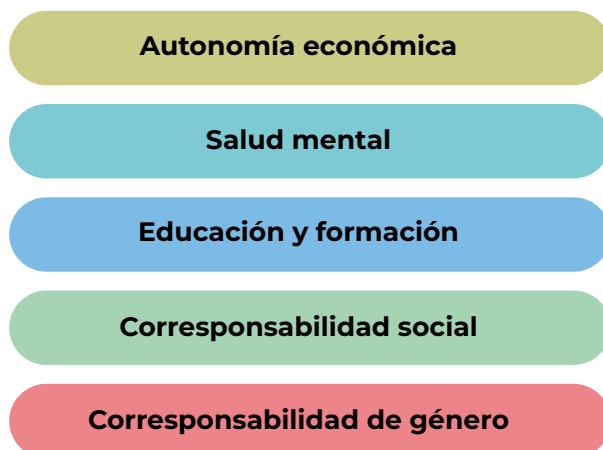 Autonomía económica
Salud mental
Educación y formación
Corresponsabilidad social
Corresponsabilidad de género